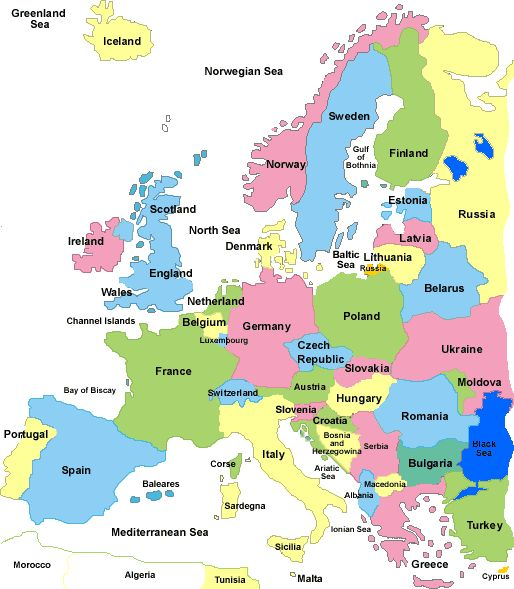 Greenland
Sea
Iceland
Norwegian Sea
Sweden
Gulf
of
Bothnia
Finland
Norway
Russia
Scotland
Estonia
North Sea
Ireland
Latvia
Denmark
Baltic
Sea
Lithuania
Russia
England
Wales
Belarus
Netherland
Channel Islands
Belgium
Germany
Poland
Luxembourg
Czech
Republic
Ukraine
France
Slovakia
Bay of Biscay
Switzerland
Austria
Moldova
Hungary
Slovenia
Romania
Croatia
Portugal
Bosnia
and
Herzegowina
Serbia
Black
Sea
Italy
Spain
Corse
Ariatic
Sea
Bulgaria
Baleares
Macedonia
Albania
Sardegna
Turkey
Mediterranean Sea
Ionian Sea
Sicilia
Greece
Morocco
Algeria
Tunisia
Malta
Cyprus